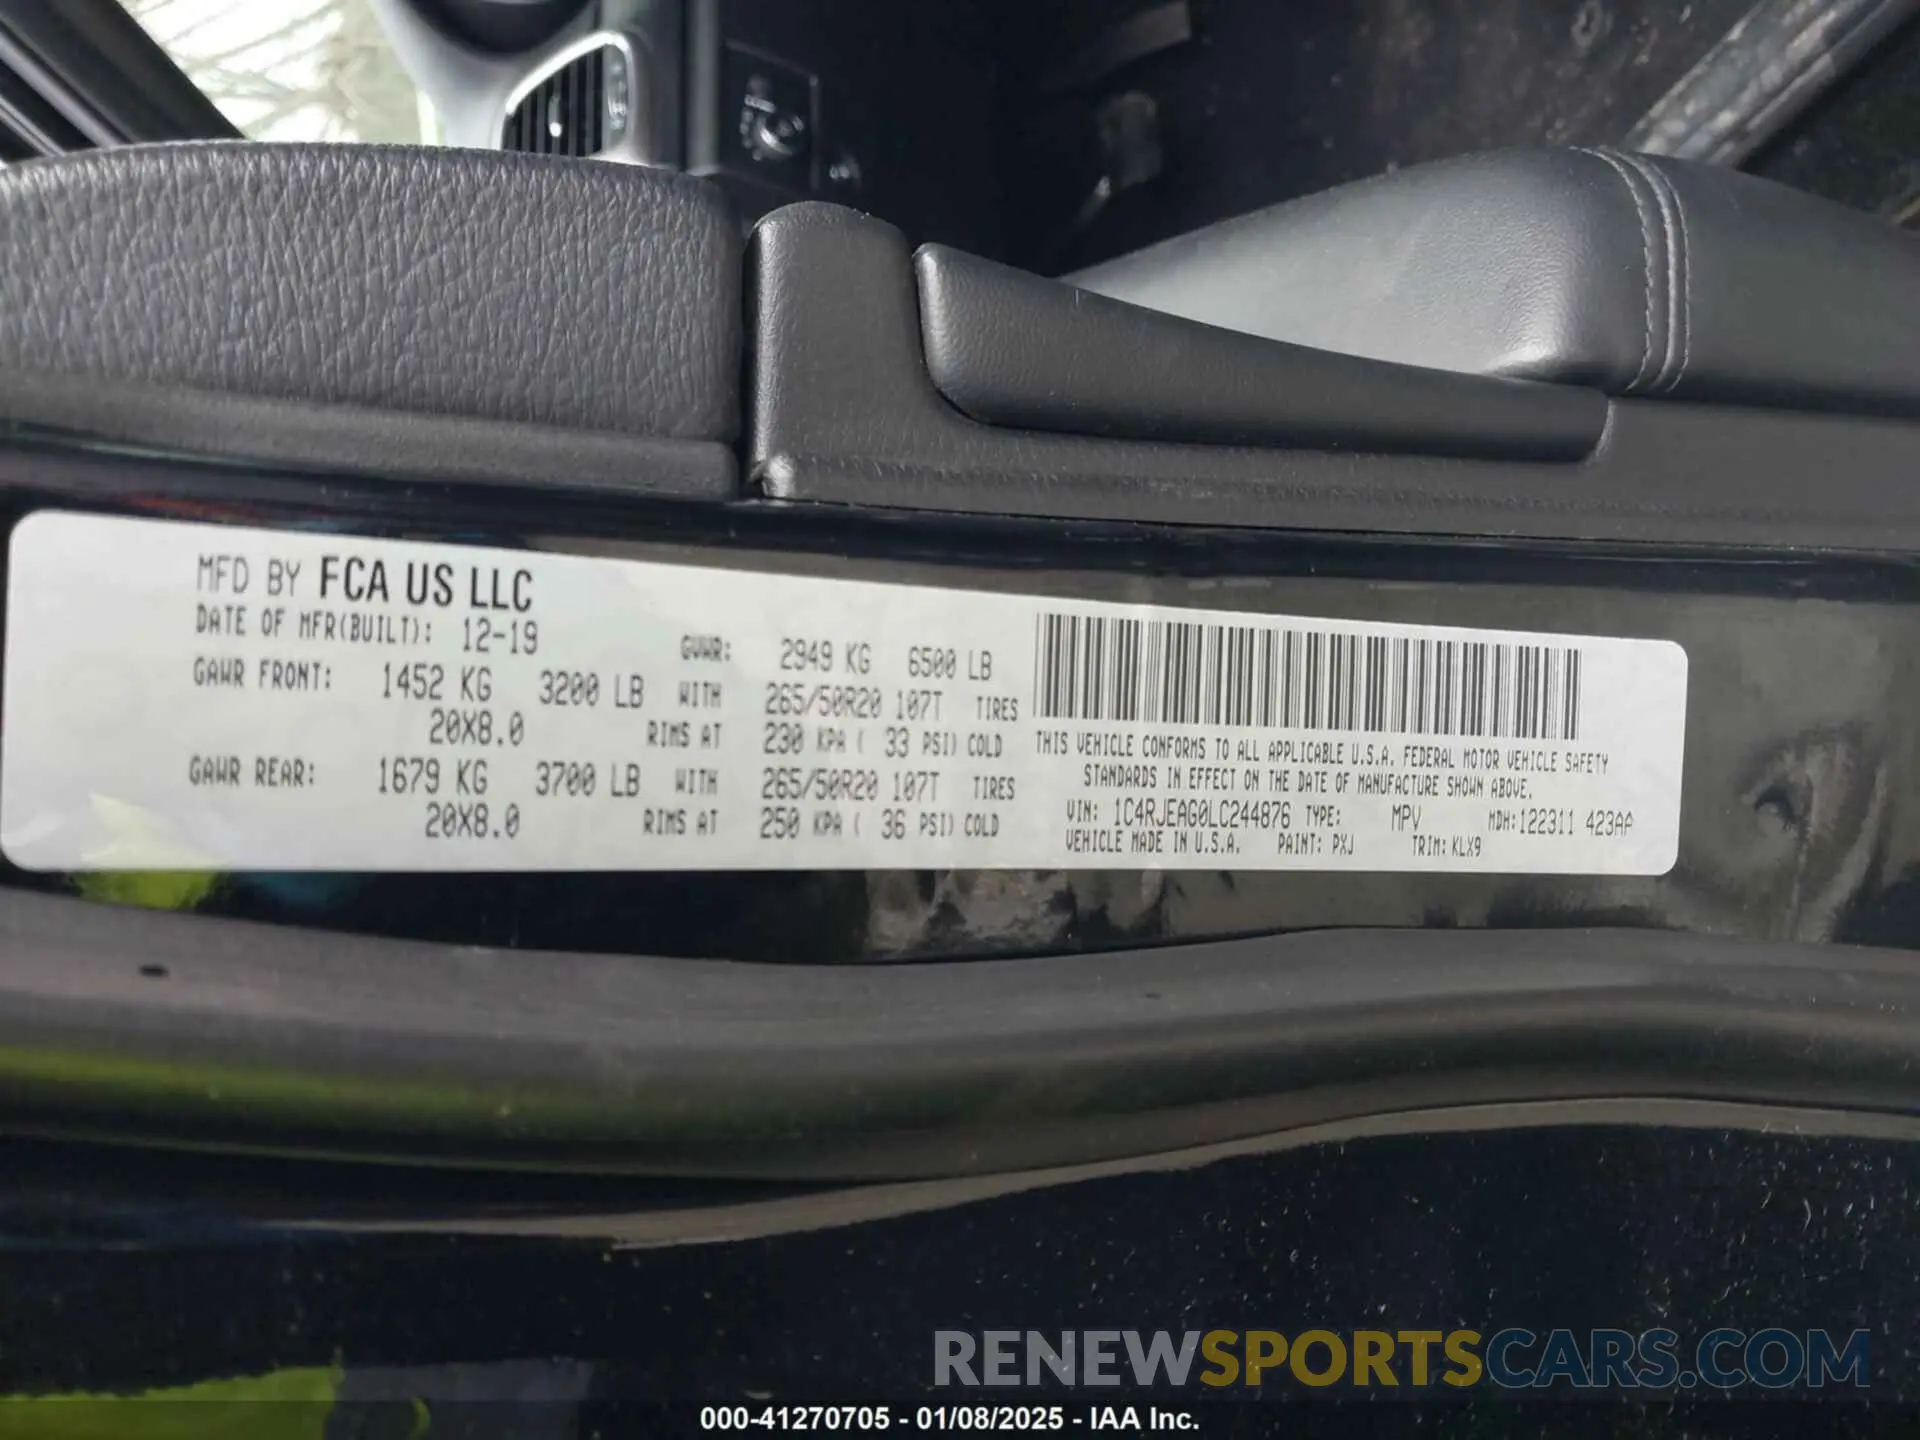 MFD BY FCA US LLC
DATE OF MFR(BUILT): 12-19 GVWR: 2949 KG 6500 LB
GAWR FRONT: 1452 KG 3200 LB WITH 265/50R20 107T TIRES
20X8.0 RIMS AT 230 KPA ( 33 PSI) COLD
GAWR REAR: 1679 KG 3700 LB WITH 265/50R20 107T TIRES
20X8.0 RIMS AT 250 KPA ( 36 PSI) COLD
THIS VEHICLE CONFORMS TO ALL APPLICABLE U.S.A. FEDERAL MOTOR VEHICLE SAFETY
STANDARDS IN EFFECT ON THE DATE OF MANUFACTURE SHOWN ABOVE.
VIN: 1C4RJEAG0LC244876 TYPE: MPV MDH:122311 423AA
VEHICLE MADE IN U.S.A. PAINT: PXJ TRIM: KLX9
RENEWSPORTSCARS.COM
000-41270705 - 01/08/2025 - IAA Inc.